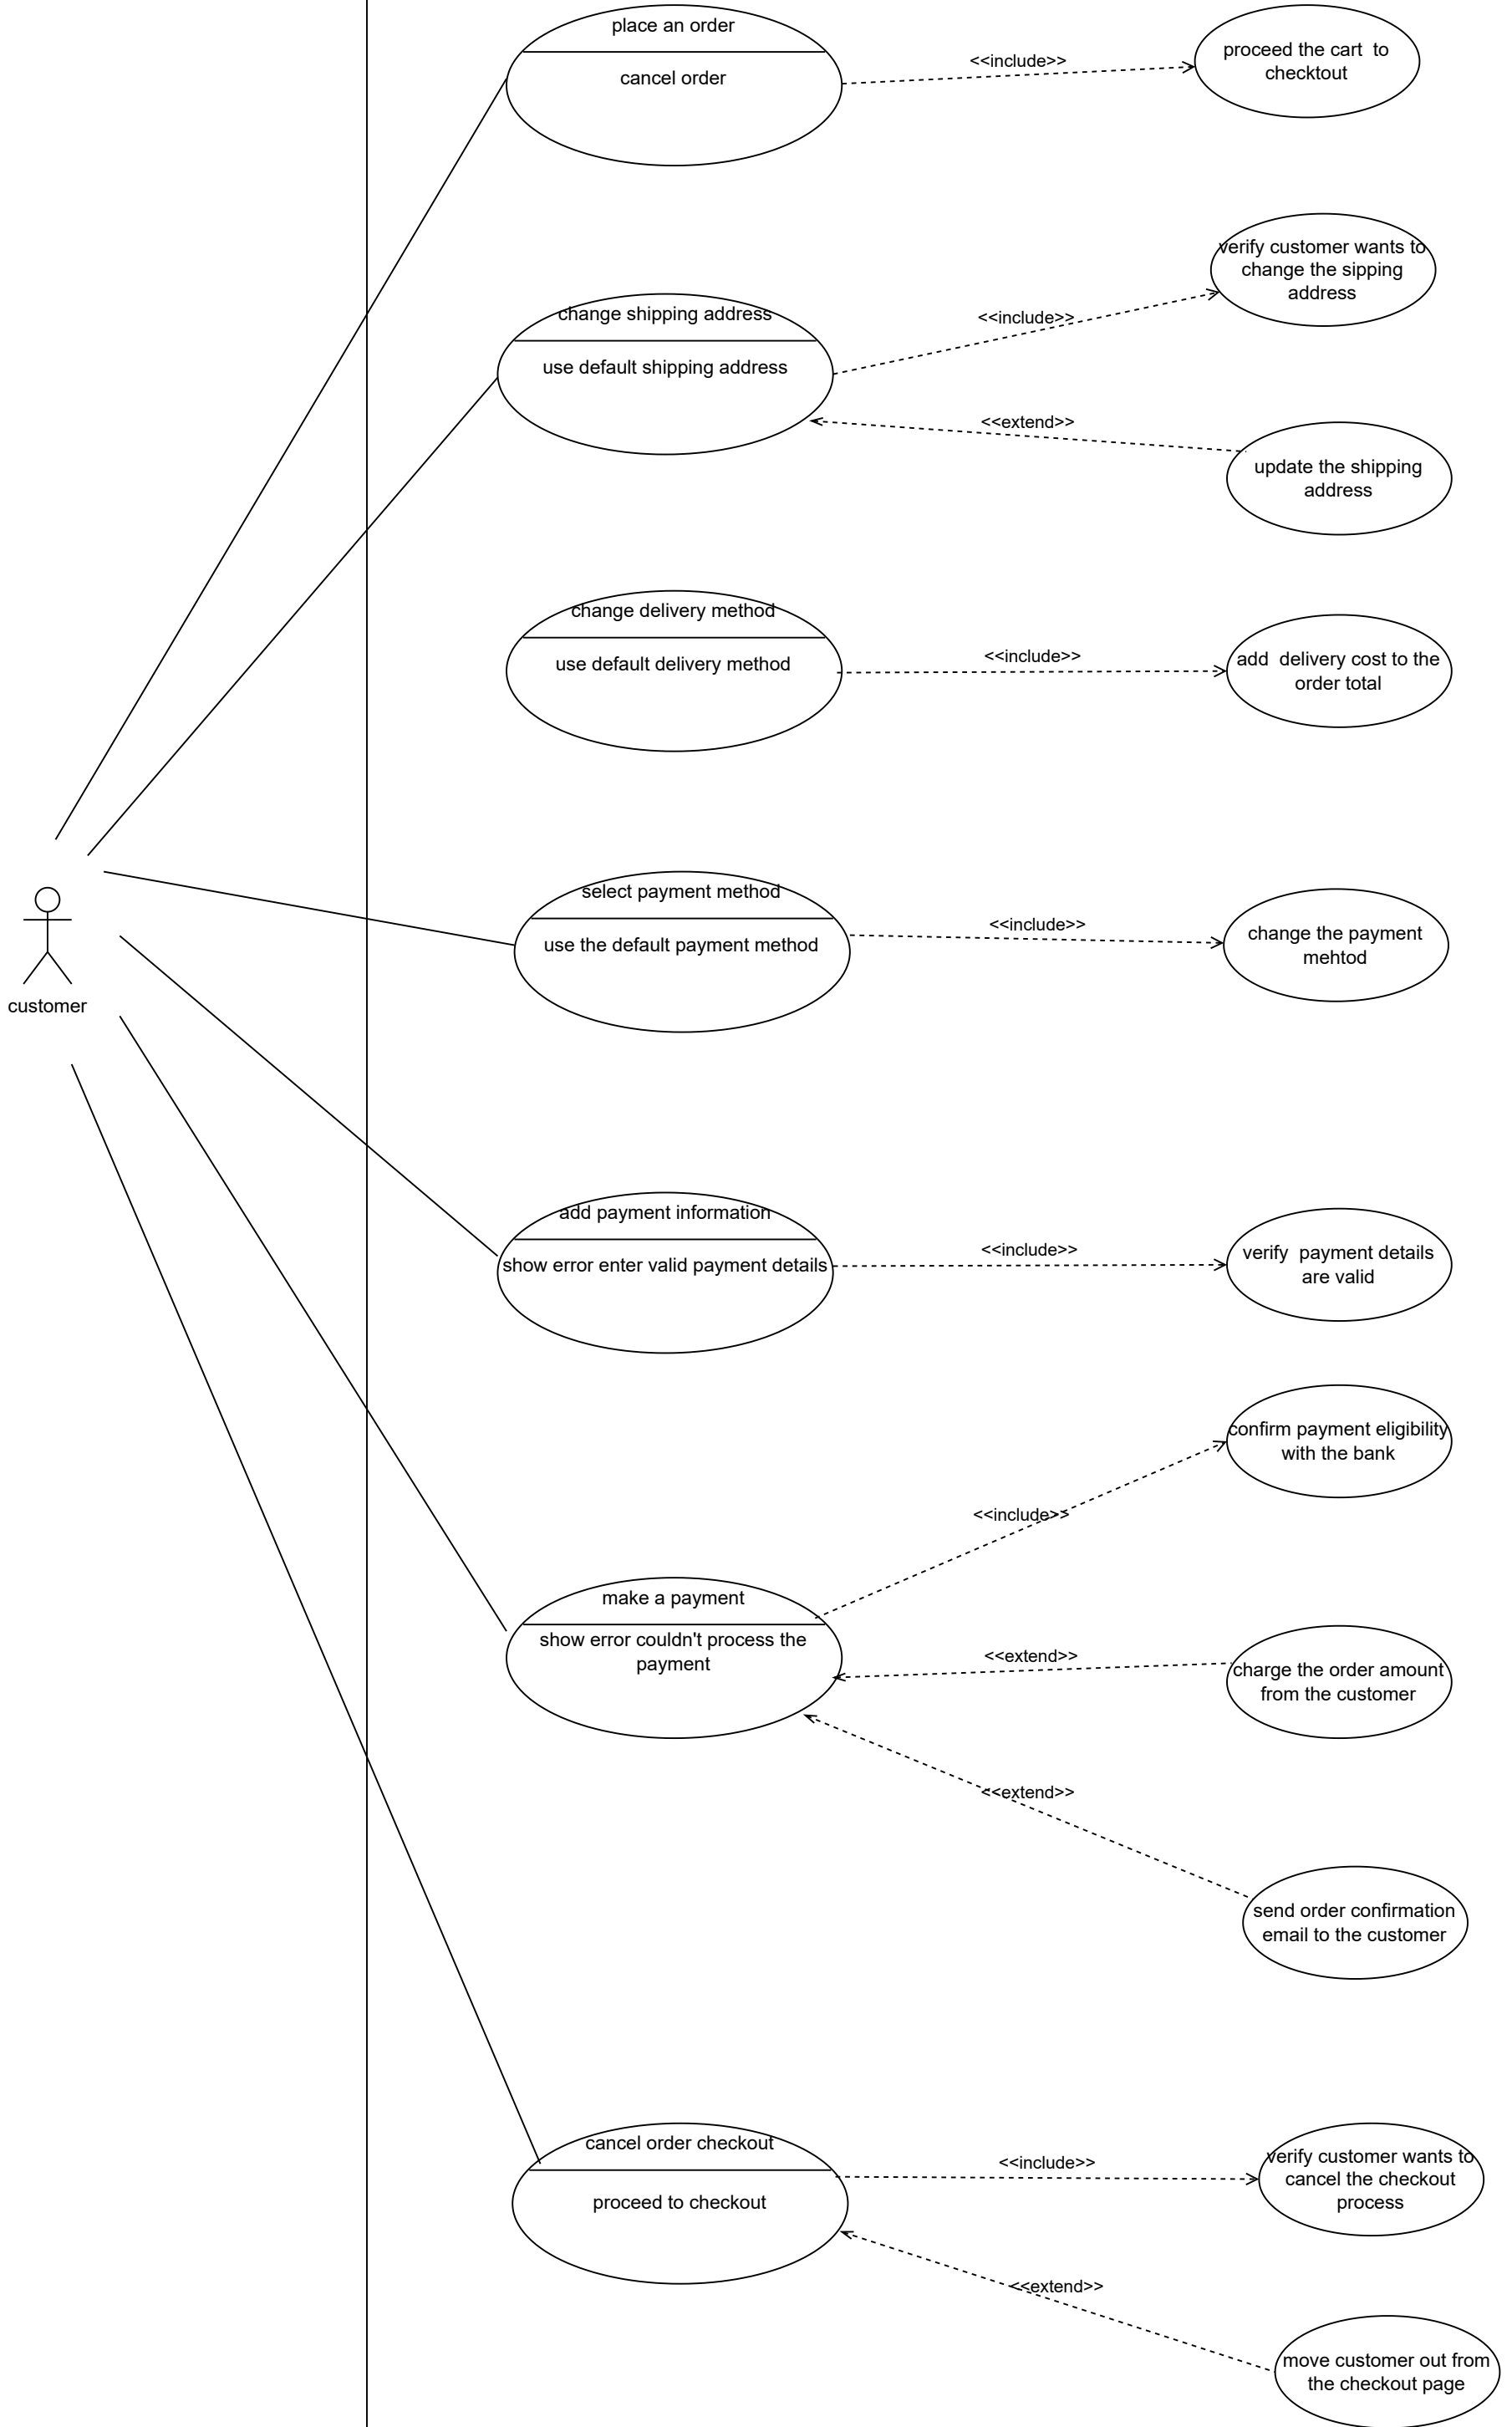 place an order
cancel order
<<include>>
proceed the cart  to
checktout
verify customer wants to
change the sipping
address
change shipping address
use default shipping address
<<include>>
<<extend>>
update the shipping
address
change delivery method
use default delivery method
<<include>>
add  delivery cost to the
order total
select payment method
use the default payment method
<<include>>
change the payment
mehtod
customer
add payment information
show error enter valid payment details
<<include>>
verify  payment details
are valid
confirm payment eligibility
with the bank
<<include>>
make a payment
show error couldn't process the
payment
<<extend>>
charge the order amount
from the customer
<<extend>>
send order confirmation
email to the customer
cancel order checkout
proceed to checkout
<<include>>
verify customer wants to
cancel the checkout
process
<<extend>>
move customer out from
the checkout page